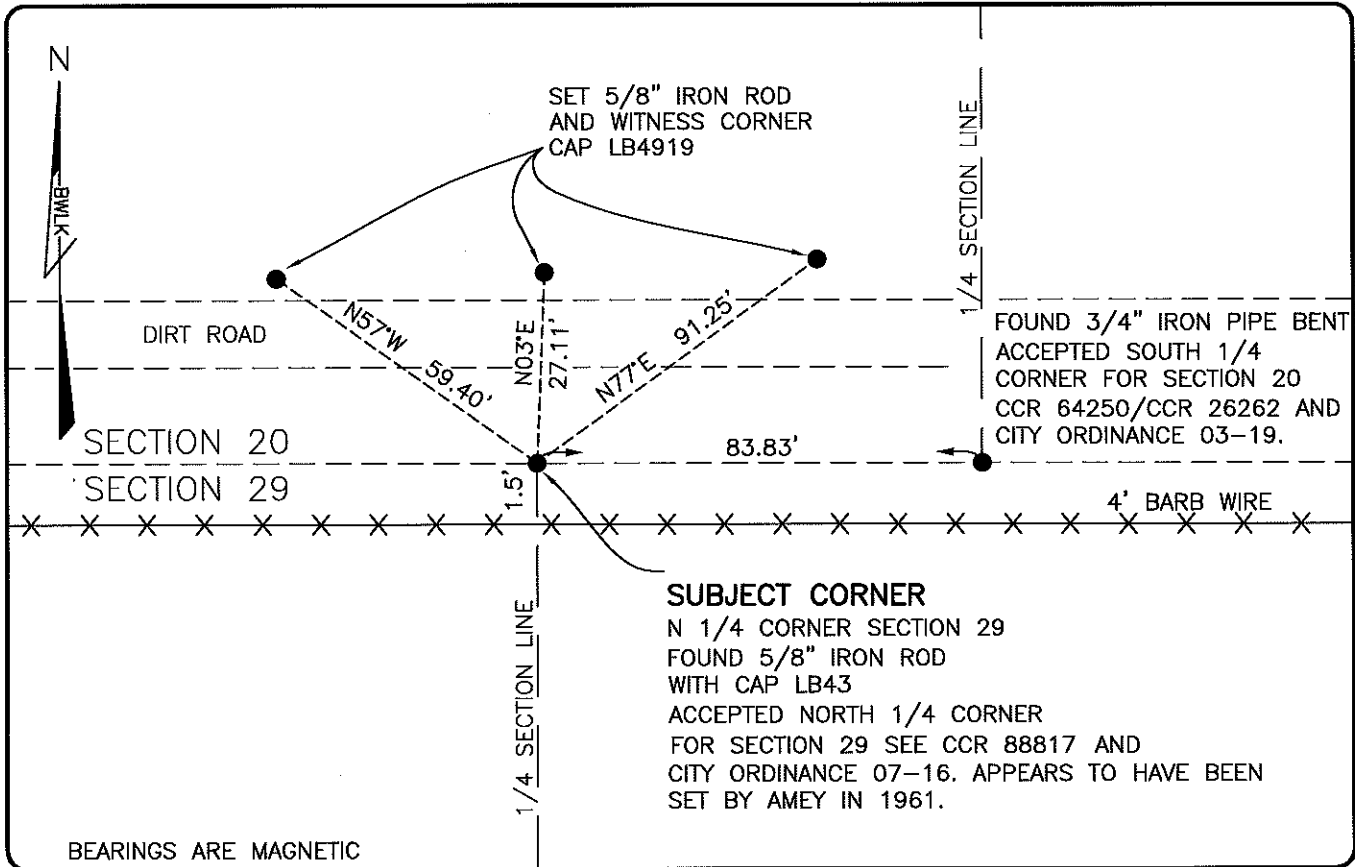 N
BWLK
SET 5/8" IRON ROD
AND WITNESS CORNER
CAP LB4919
1/4 SECTION LINE
DIRT ROAD
N57°W 59.40'
N03°E
27.11'
N77°E 91.25'
FOUND 3/4" IRON PIPE BENT
ACCEPTED SOUTH 1/4
CORNER FOR SECTION 20
CCR 64250/CCR 26262 AND
CITY ORDINANCE 03-19.
SECTION 20
83.83'
SECTION 29
1.5'
4' BARB WIRE
SUBJECT CORNER
N 1/4 CORNER SECTION 29
FOUND 5/8" IRON ROD
WITH CAP LB43
ACCEPTED NORTH 1/4 CORNER
FOR SECTION 29 SEE CCR 88817 AND
CITY ORDINANCE 07-16. APPEARS TO HAVE BEEN
SET BY AMEY IN 1961.
1/4 SECTION LINE
BEARINGS ARE MAGNETIC